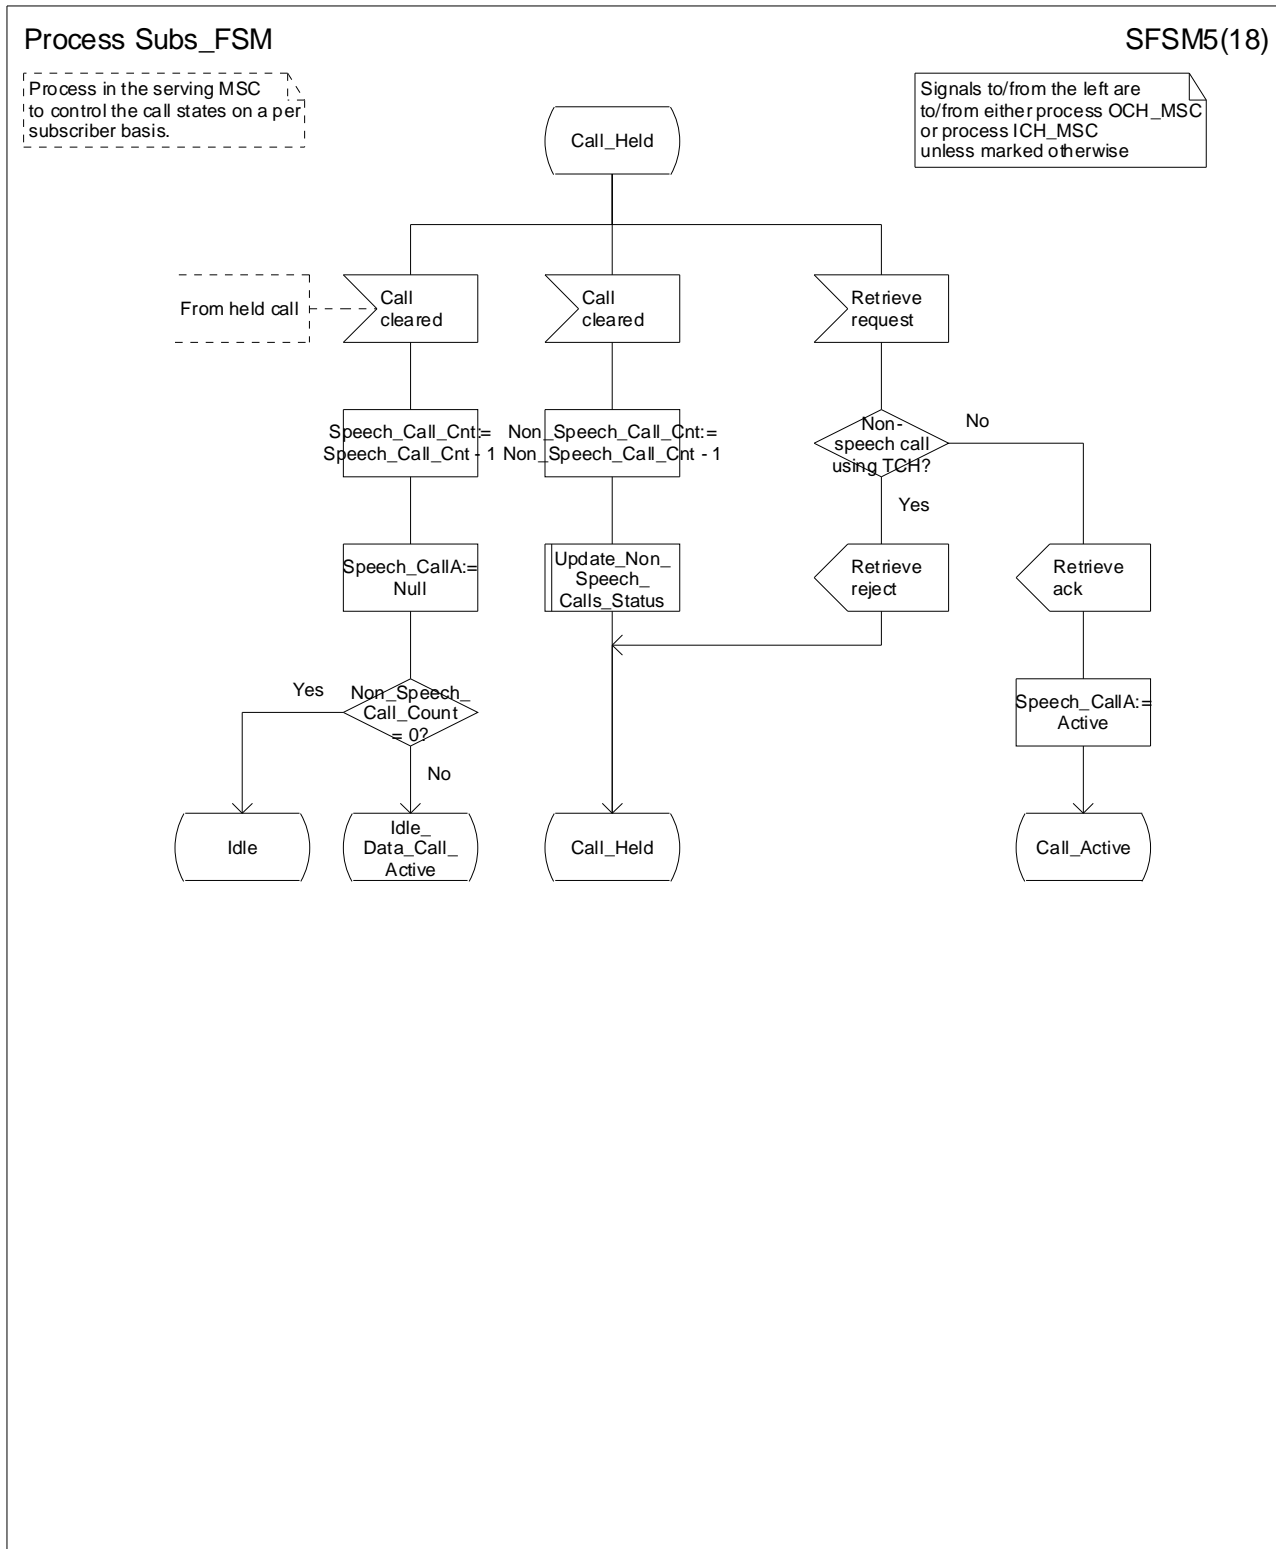 Process Subs_FSM
SFSM5(18)
Process in the serving MSC
to control the call states on a per
subscriber basis.
Signals to/from the left are
to/from either process OCH_MSC
or process ICH_MSC
unless marked otherwise
Call_Held
From held call
Call
cleared
Call
cleared
Retrieve
request
Speech_Call_Cnt:=
Speech_Call_Cnt - 1
Non_Speech_Call_Cnt:=
Non_Speech_Call_Cnt - 1
Non-
speech call
using TCH?
No
Yes
Speech_CallA:=
Null
Update_Non_
Speech_
Calls_Status
Retrieve
reject
Retrieve
ack
Yes
Non_Speech_
Call_Count
= 0?
No
Speech_CallA:=
Active
Idle
Idle_
Data_Call_
Active
Call_Held
Call_Active